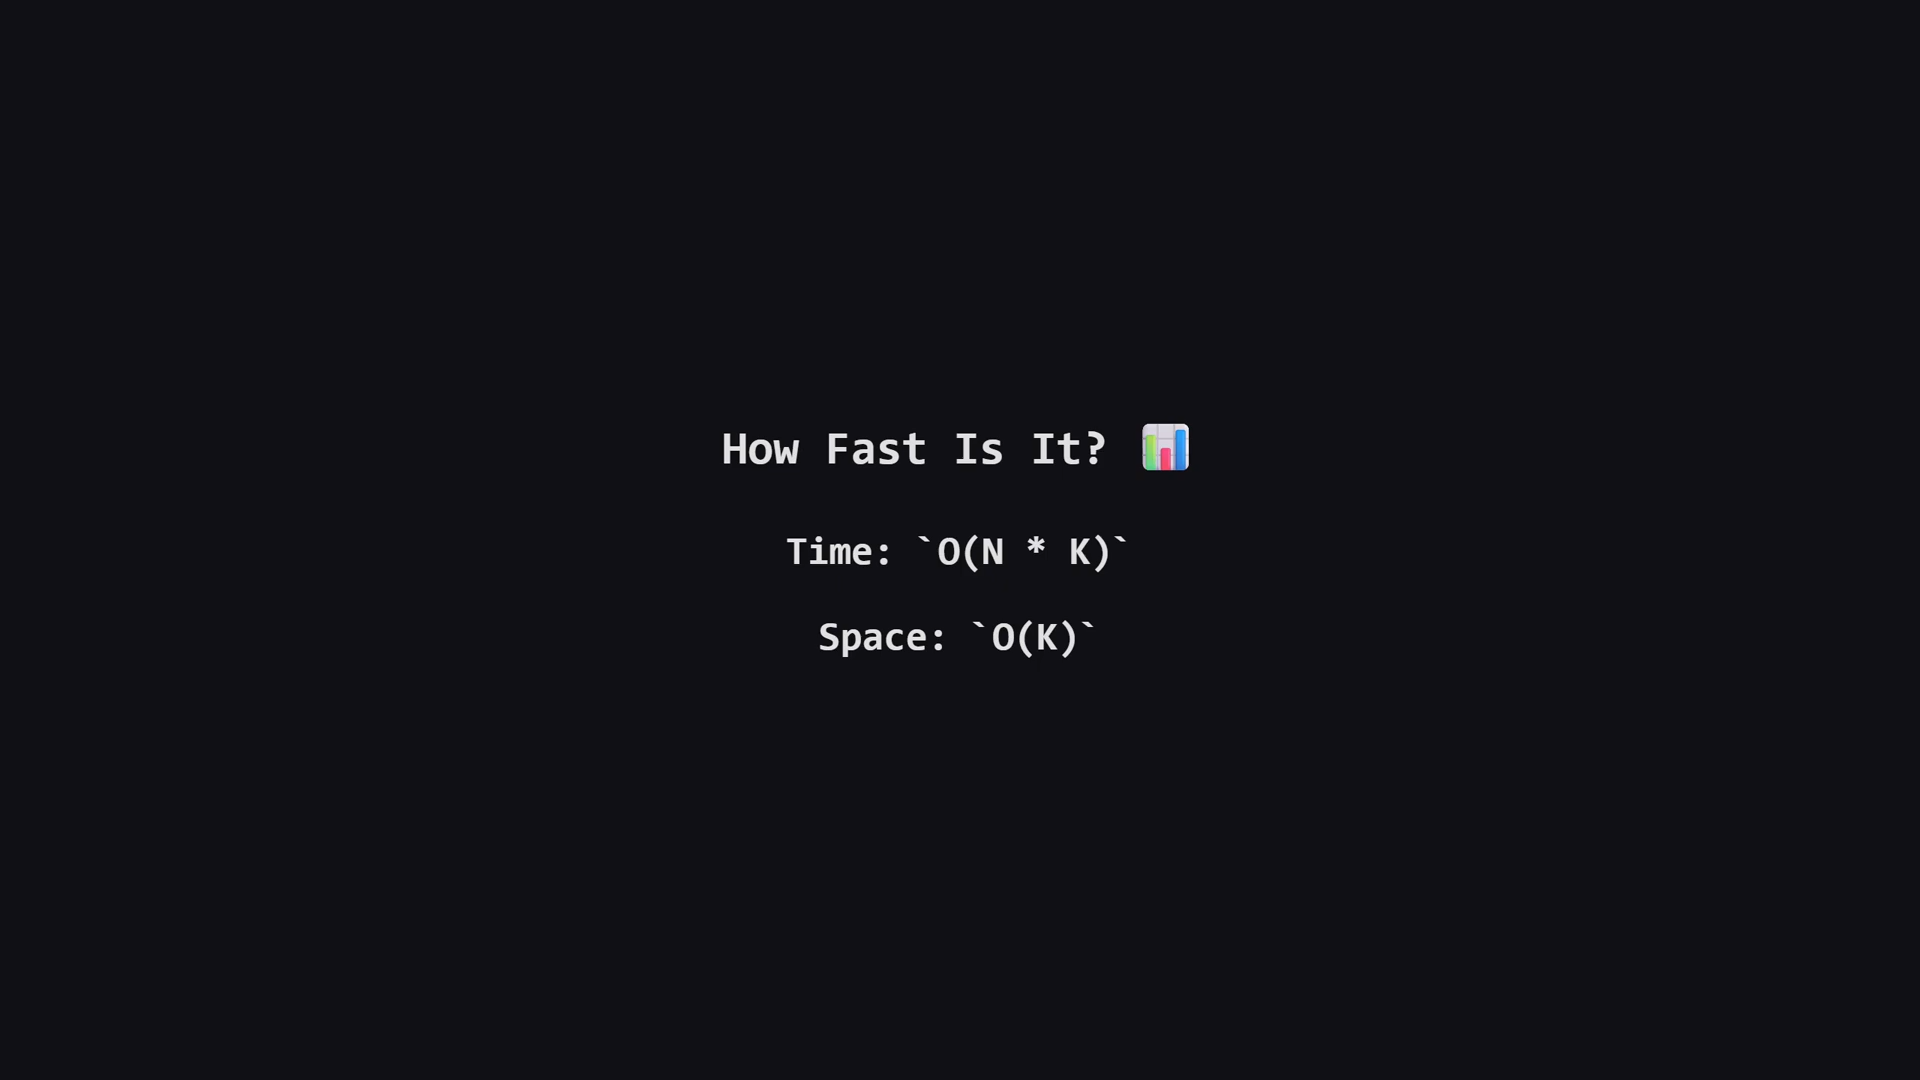 How Fast Is It? 📊
Time: `O(N * K)`
Space: `O(K)`